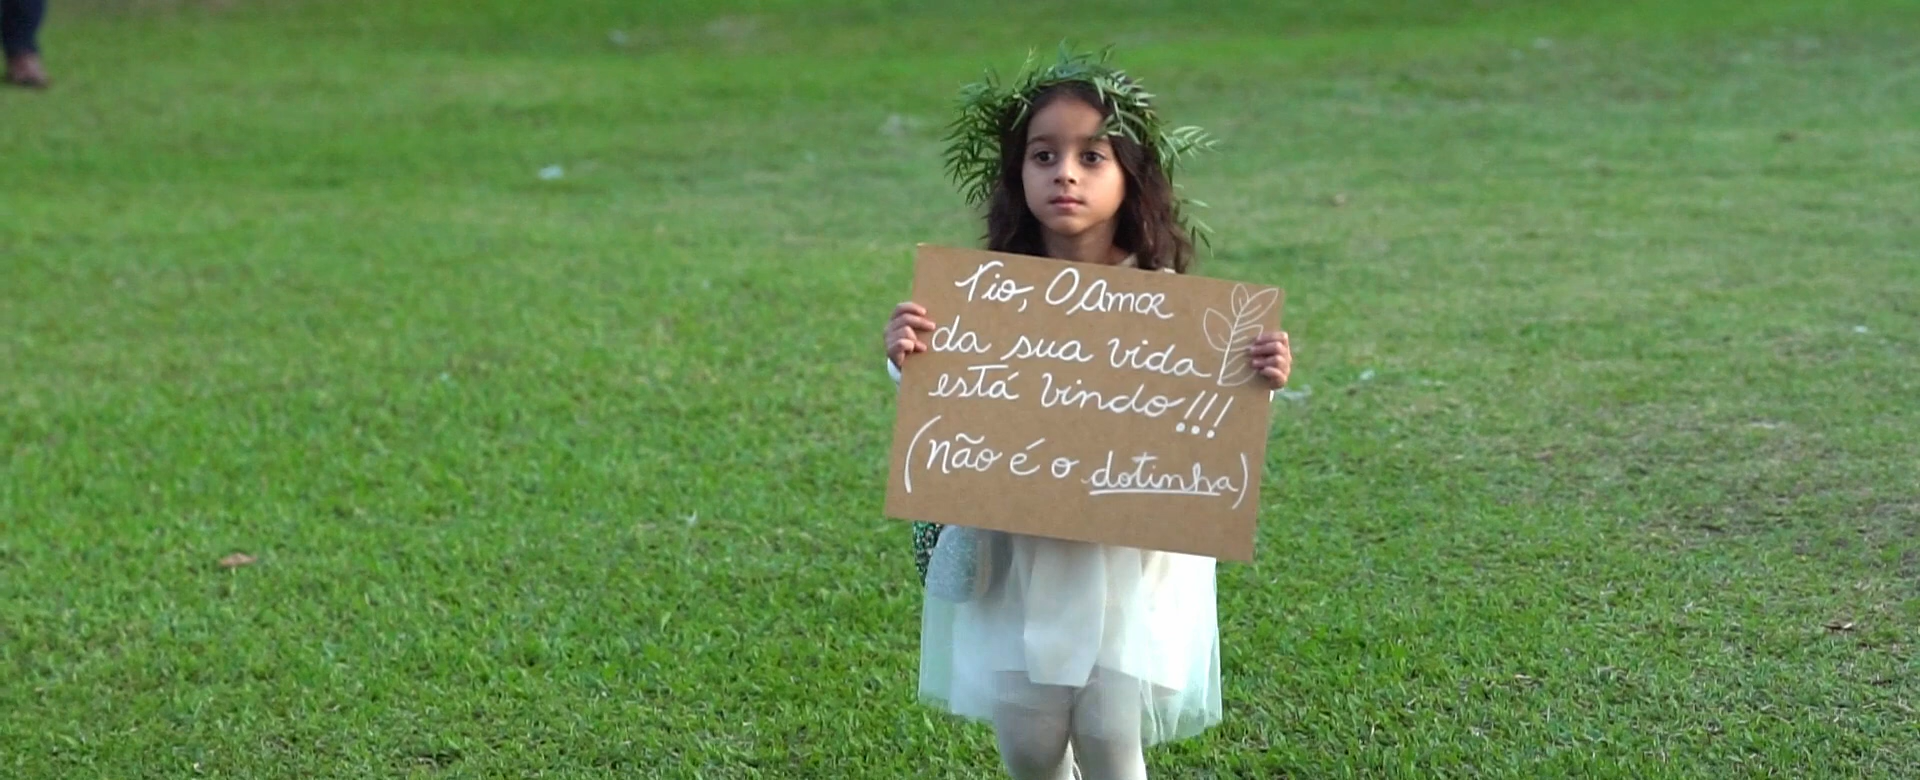 Tio, O Amor
da sua vida
está vindo!!!
(não é o dotinha)